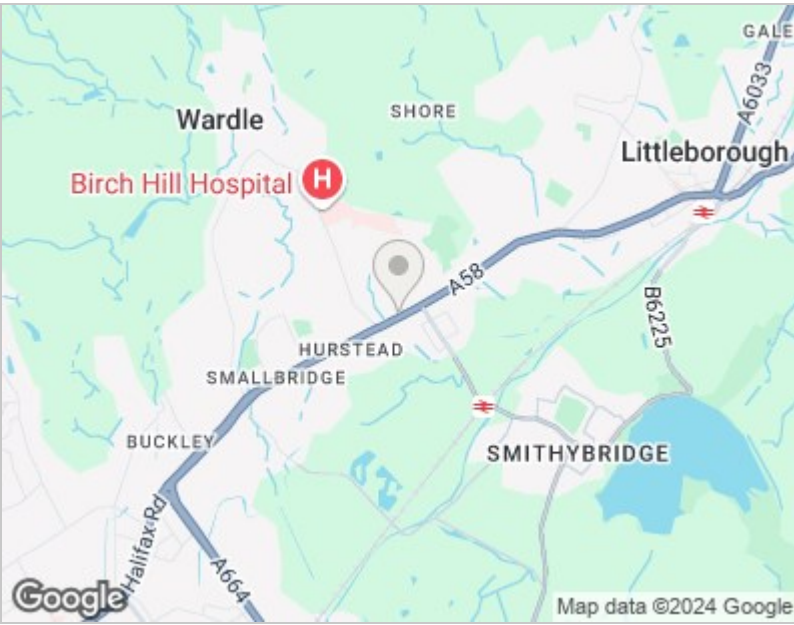 GALE
A6033
SHORE
Wardle
Littleborough
Birch Hill Hospital
H
A58
B6225
HURSTEAD
SMALLBRIDGE
BUCKLEY
SMITHYBRIDGE
Halifax Rd
A664
Google
Map data ©2024 Google